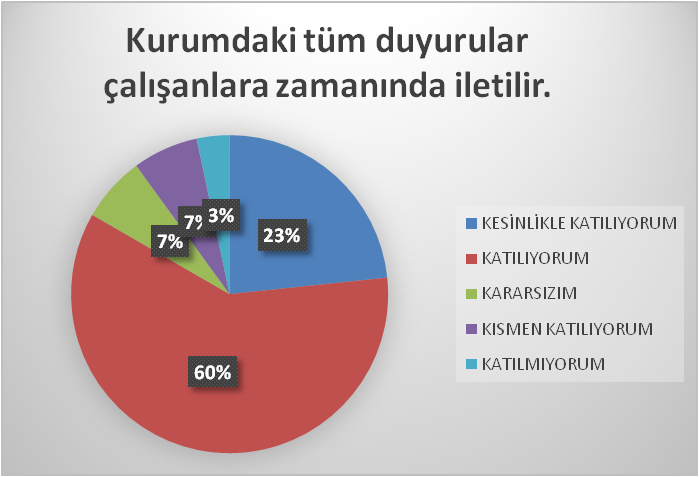 Kurumdaki tüm duyurular
çalışanlara zamanında iletilir.
3%
7%
7%
23%
60%
KESİNLİKLE KATILIYORUM
KATILIYORUM
KARARSIZIM
KISMEN KATILIYORUM
KATILMIYORUM